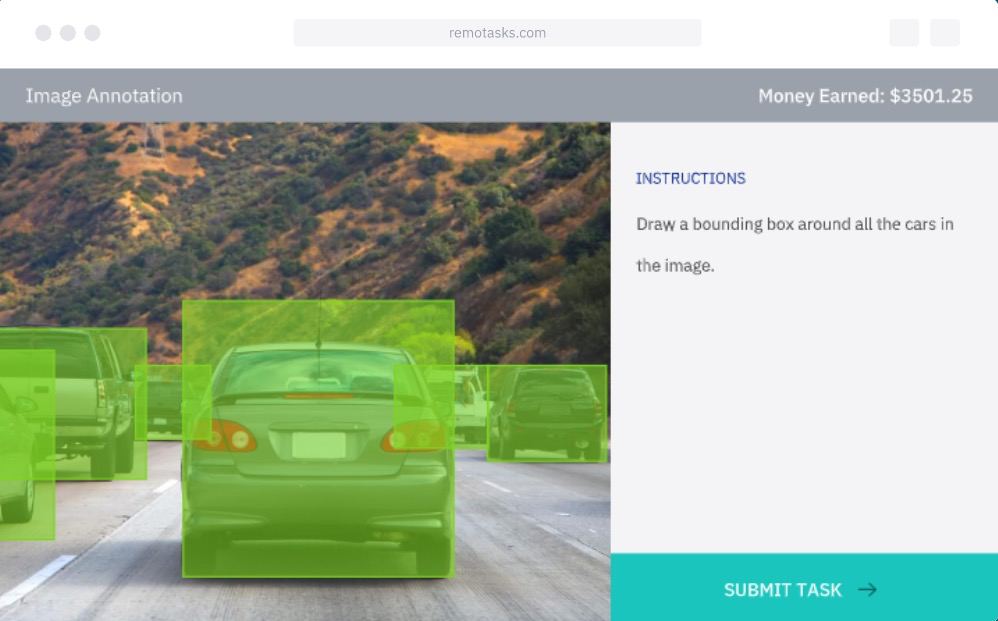 remotasks.com
Image Annotation
Money Earned: $3501.25
INSTRUCTIONS
Draw a bounding box around all the cars in
the image.
SUBMIT TASK